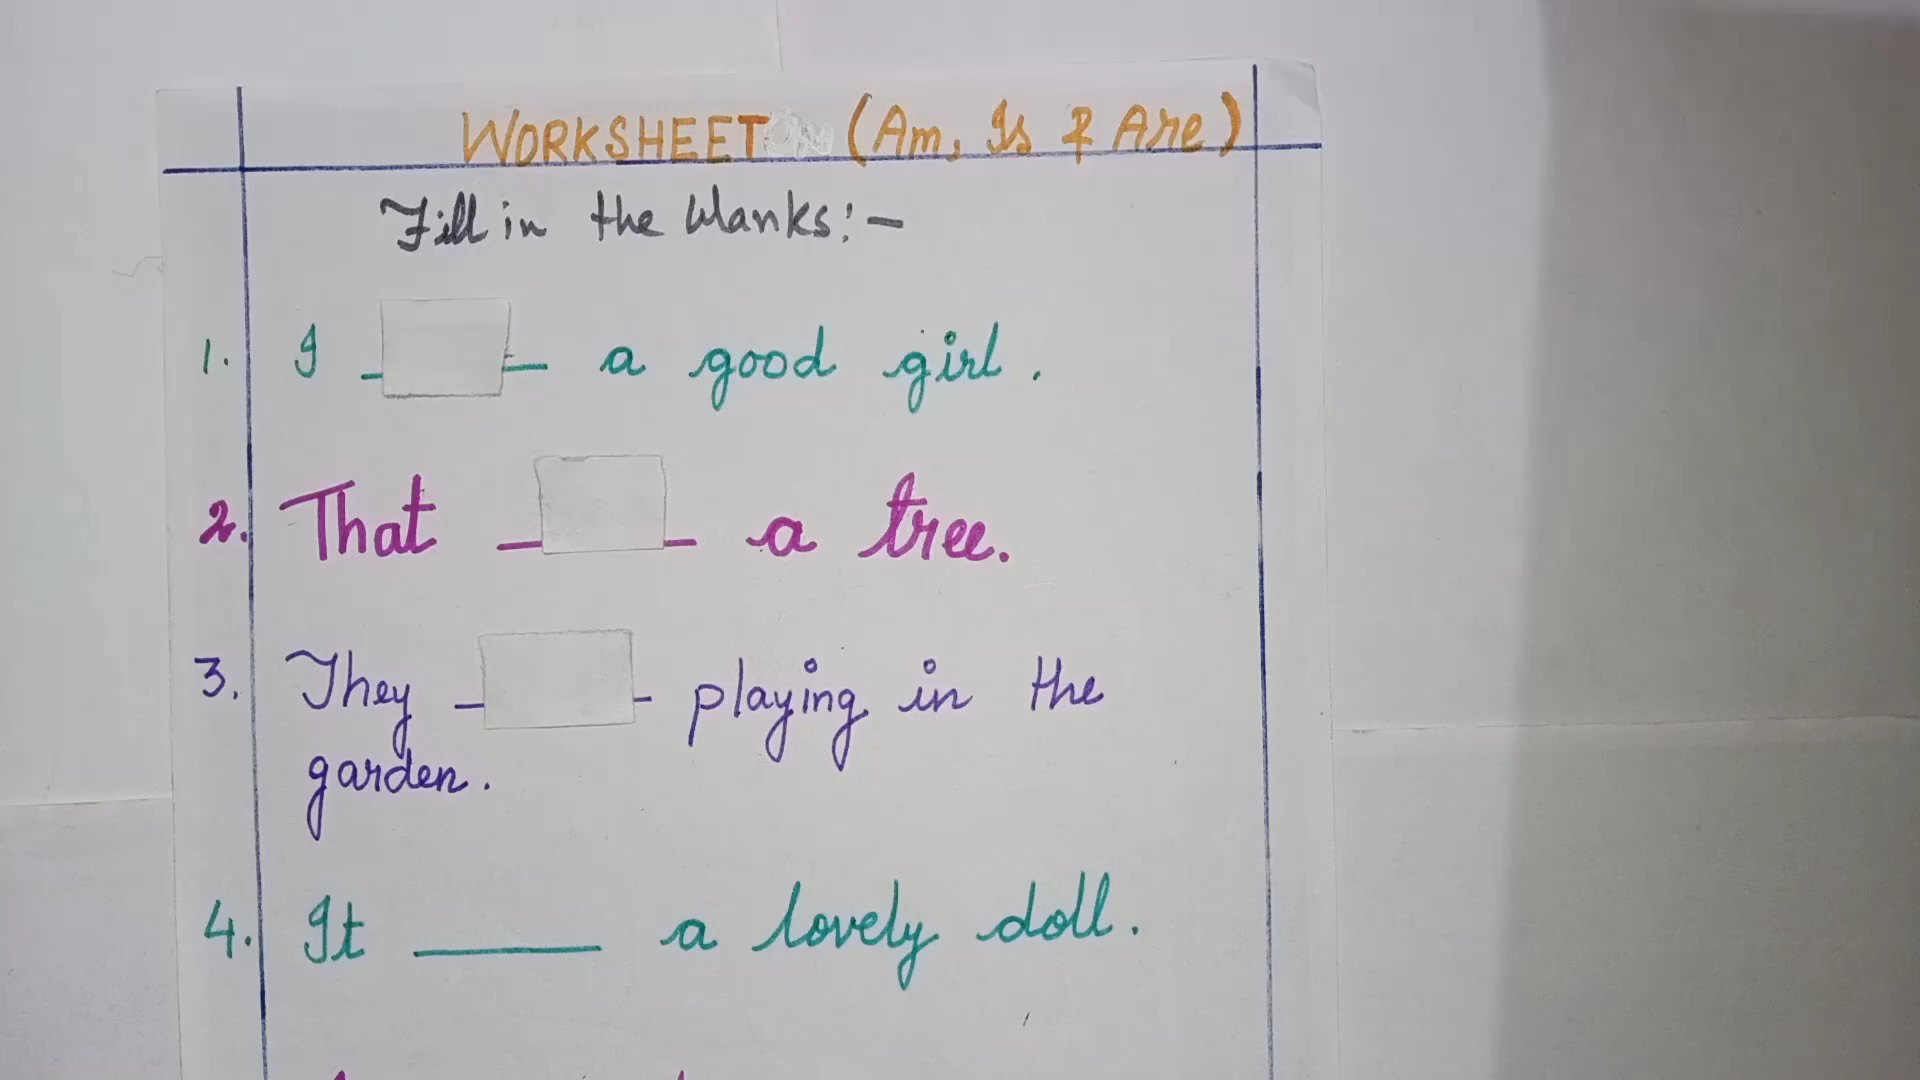 WORKSHEET (Am, Is & Are)
Fill in the blanks:-
1. I __ a good girl.
2. That __ a tree.
3. They __ playing in the
garden.
4. It ______ a lovely doll.